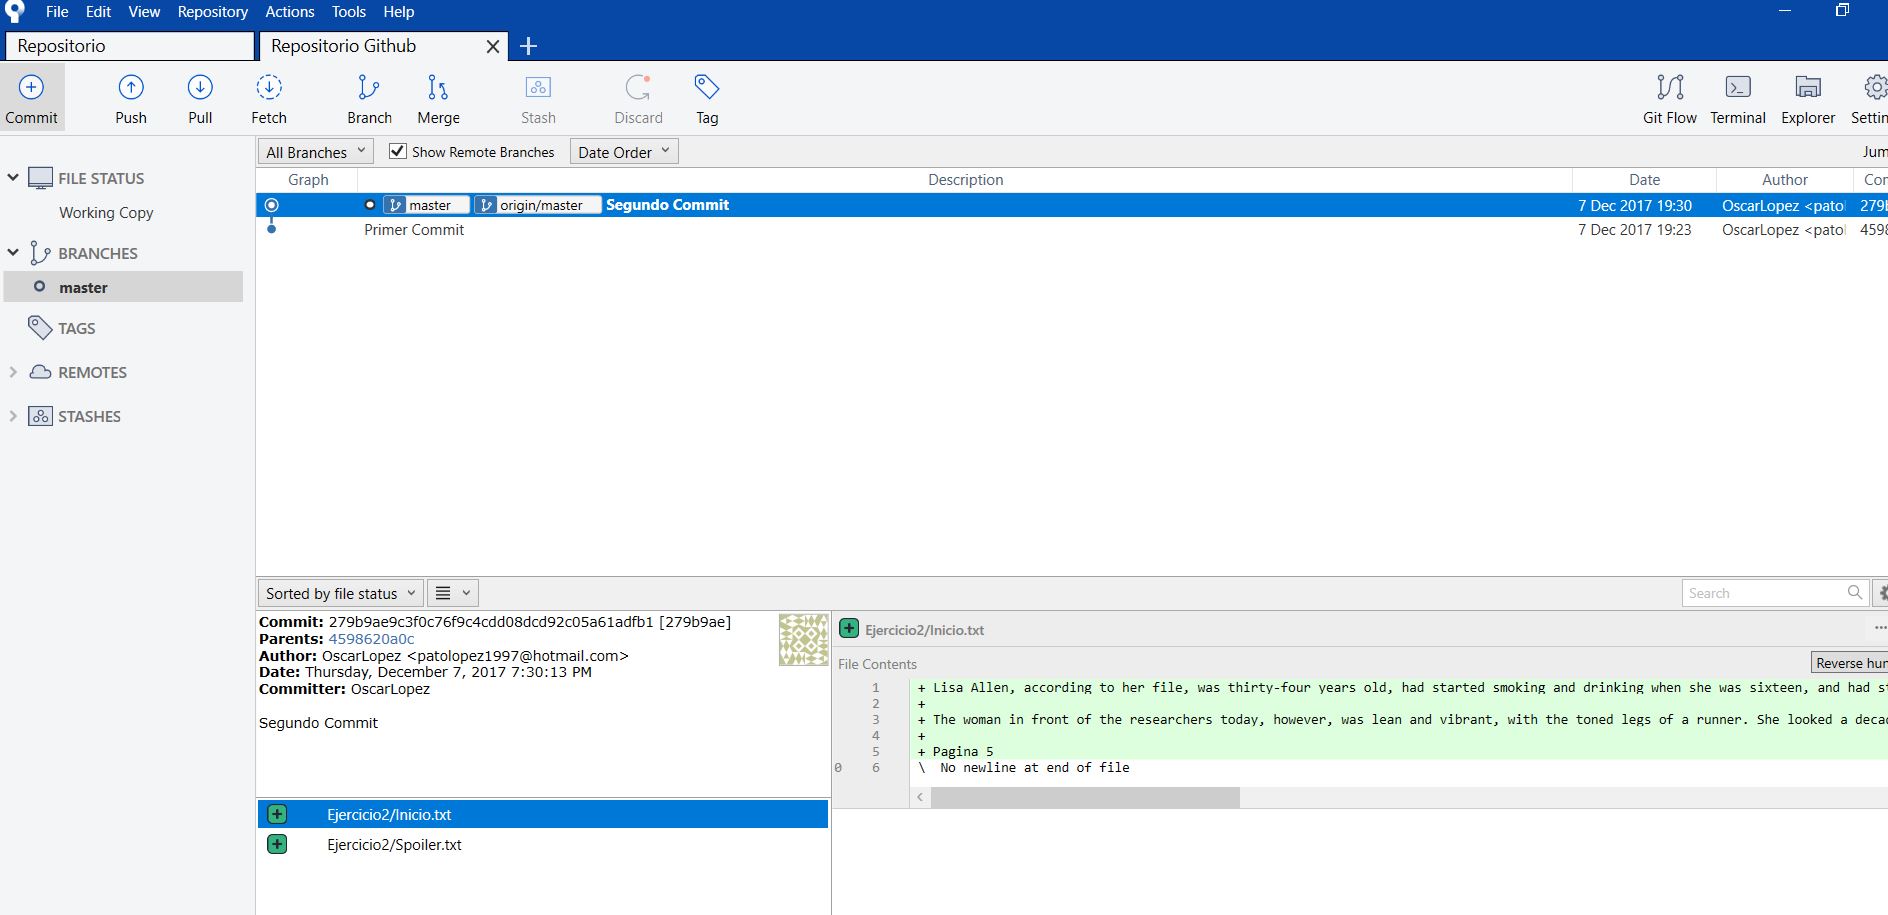 File Edit View Repository Actions Tools Help
Repositorio Repositorio Github
Commit Push Pull Fetch Branch Merge Stash Discard Tag Git Flow Terminal Explorer Settin
All Branches Show Remote Branches Date Order Jum
FILE STATUS
Working Copy
BRANCHES
master
TAGS
REMOTES
STASHES
Graph Description Date Author Con
master origin/master Segundo Commit 7 Dec 2017 19:30 OscarLopez <patol 279b
Primer Commit 7 Dec 2017 19:23 OscarLopez <patol 4598
Sorted by file status Search
Commit: 279b9ae9c3f0c76f9c4cdd08dcd92c05a61adfb1 [279b9ae]
Parents: 4598620a0c
Author: OscarLopez <patolopez1997@hotmail.com>
Date: Thursday, December 7, 2017 7:30:13 PM
Committer: OscarLopez
Segundo Commit
Ejercicio2/Inicio.txt
Ejercicio2/Spoiler.txt
Ejercicio2/Inicio.txt
File Contents Reverse hun
1 + Lisa Allen, according to her file, was thirty-four years old, had started smoking and drinking when she was sixteen, and had st
2 +
3 + The woman in front of the researchers today, however, was lean and vibrant, with the toned legs of a runner. She looked a decad
4 +
5 + Pagina 5
0 6 \ No newline at end of file